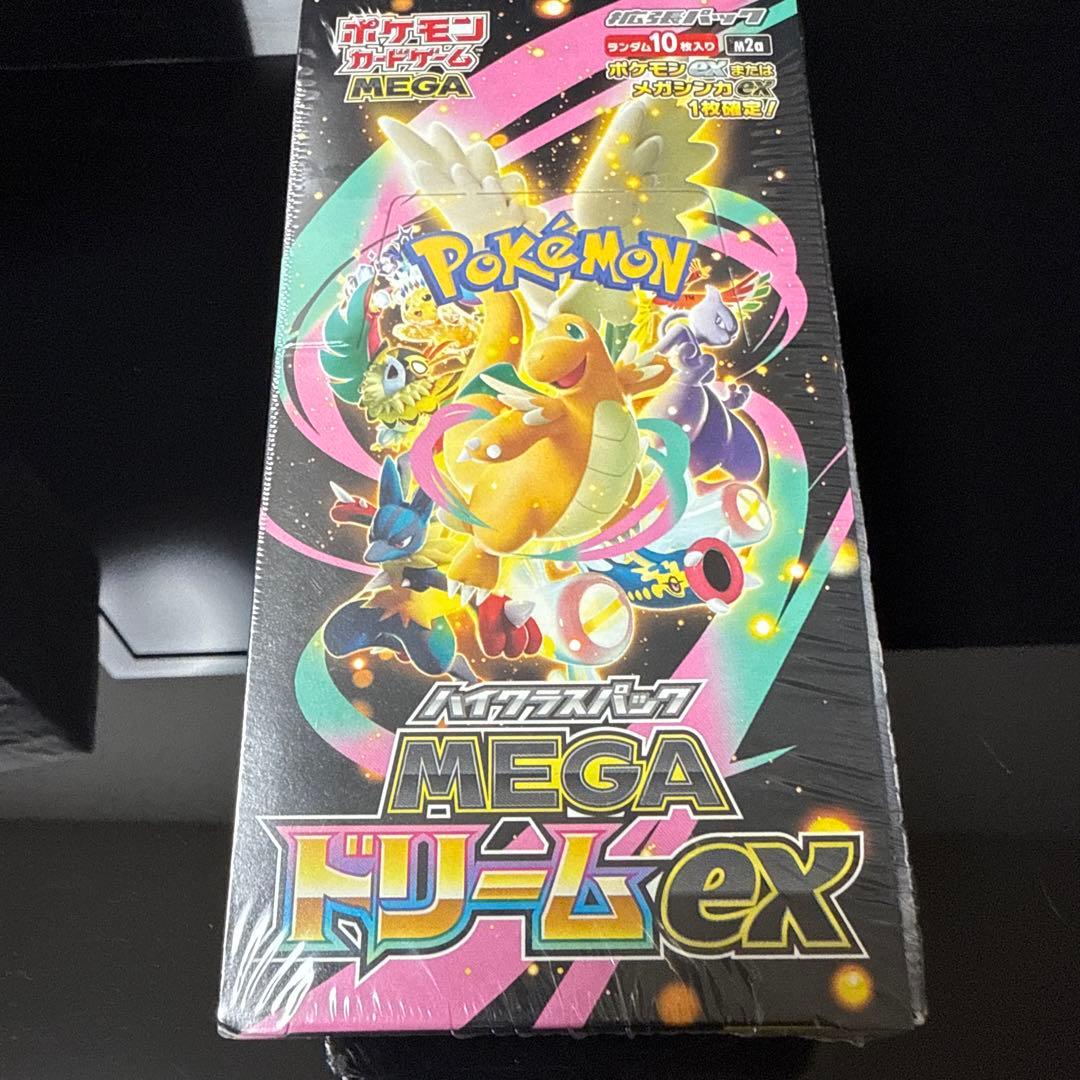 ポケモン
カードゲーム
MEGA
拡張パック
ランダム10枚入り M2a
ポケモンexまたは
メガシンカex
1枚確定!
POKéMON
TM
ハイクラスパック
MEGA
ドリームex